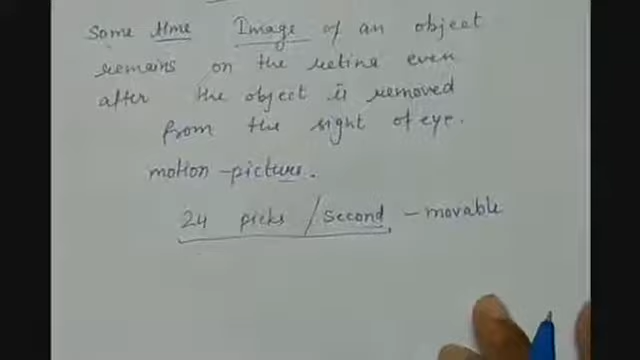 Some time Image of an object
remains on the retina even
after the object is removed
from the sight of eye.
motion-picture.
24 picks/second - movable